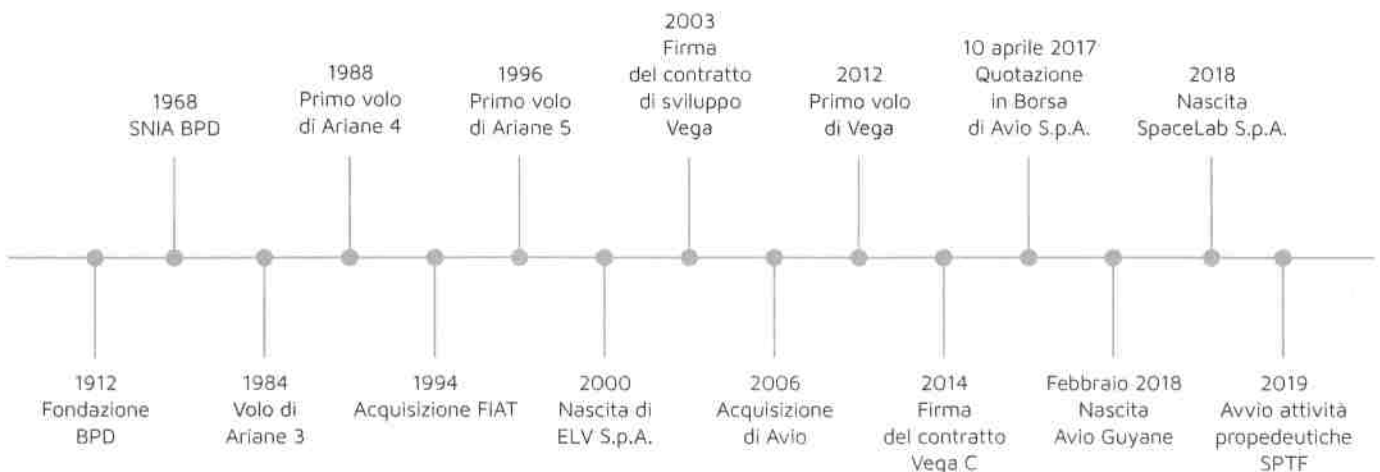 1912
Fondazione
BPD
1968
SNIA BPD
1984
Volo di
Ariane 3
1988
Primo volo
di Ariane 4
1994
Acquisizione FIAT
1996
Primo volo
di Ariane 5
2000
Nascita di
ELV S.p.A.
2003
Firma
del contratto
di sviluppo
Vega
2006
Acquisizione
di Avio
2012
Primo volo
di Vega
2014
Firma
del contratto
Vega C
10 aprile 2017
Quotazione
in Borsa
di Avio S.p.A.
Febbraio 2018
Nascita
Avio Guyane
2018
Nascita
SpaceLab S.p.A.
2019
Avvio attività
propedeutiche
SPTF